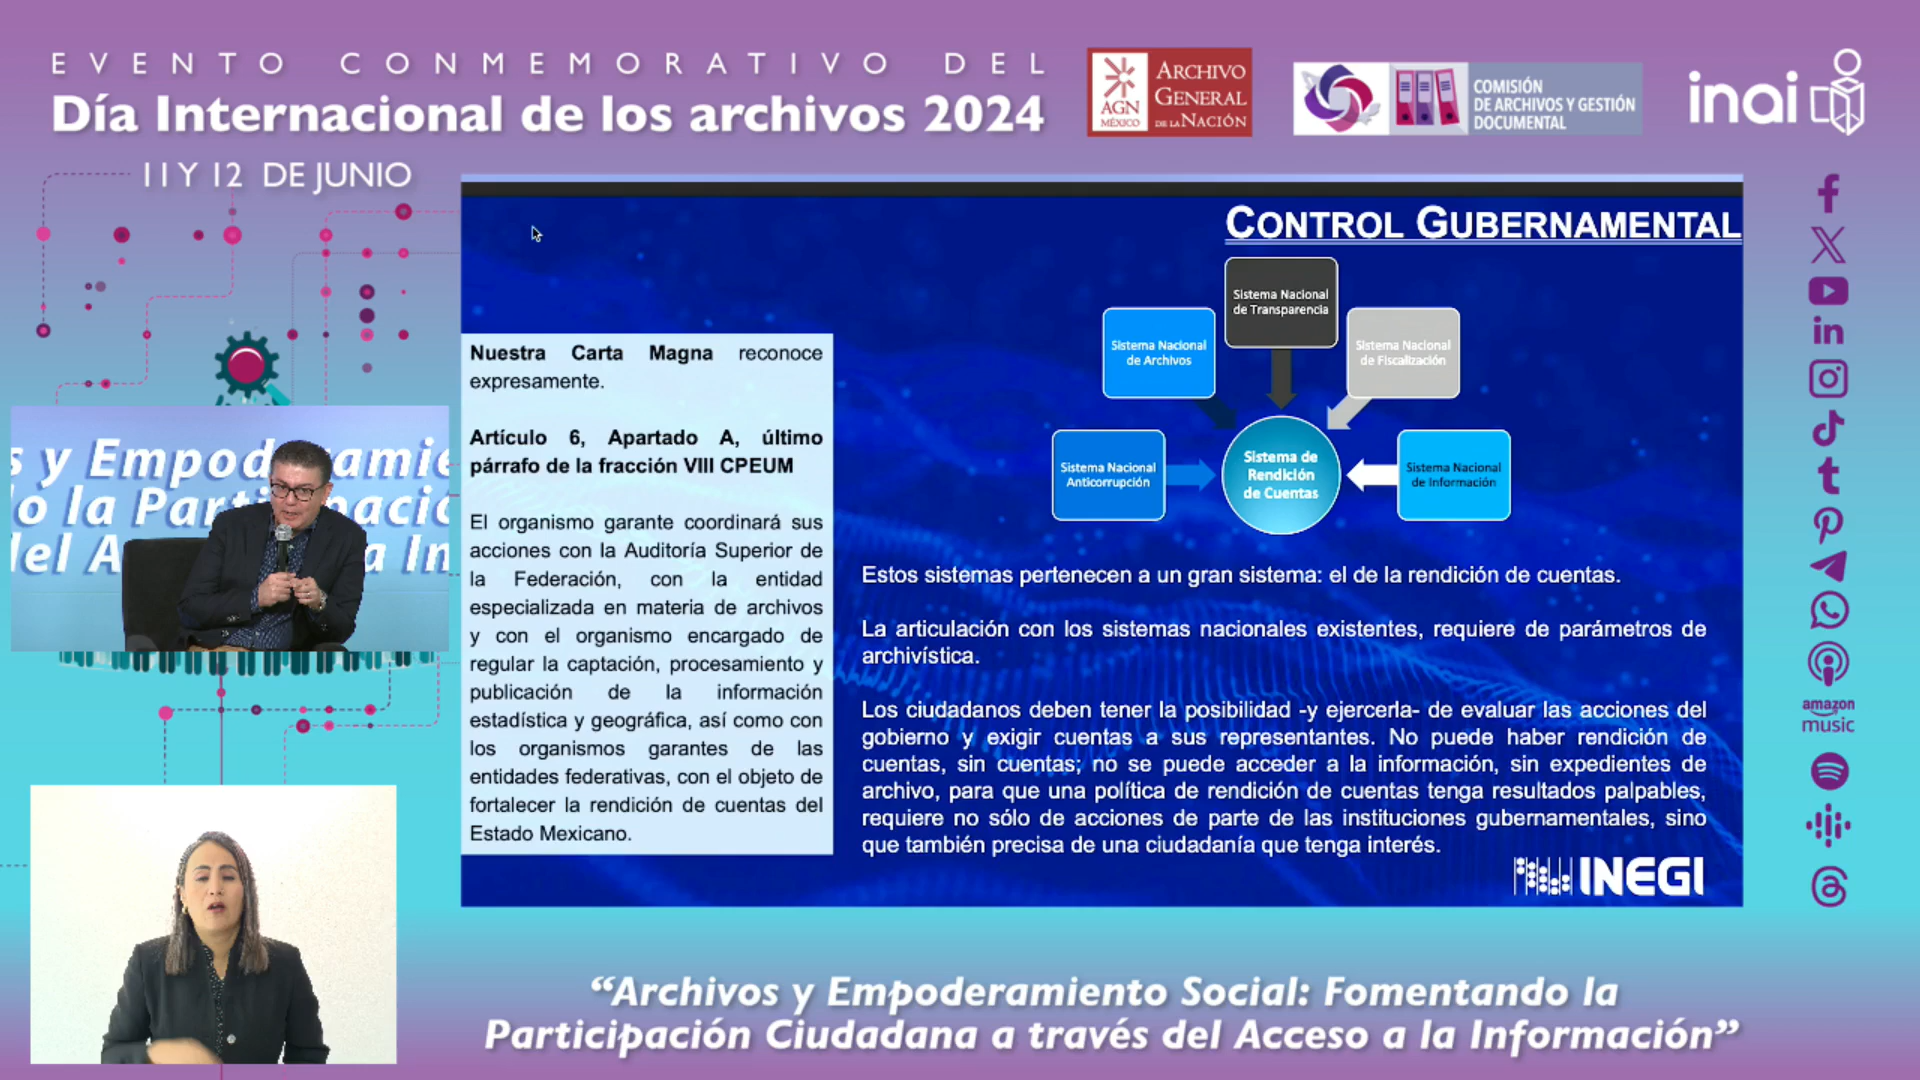 EVENTO CONMEMORATIVO DEL
Día Internacional de los archivos 2024
11 Y 12 DE JUNIO
AGN
MÉXICO
ARCHIVO
GENERAL
DE LA NACIÓN
COMISIÓN
DE ARCHIVOS Y GESTIÓN
DOCUMENTAL
inai
CONTROL GUBERNAMENTAL
Sistema Nacional
de Transparencia
Sistema Nacional
de Archivos
Sistema Nacional
de Fiscalización
Sistema Nacional
Anticorrupción
Sistema de
Rendición
de Cuentas
Sistema Nacional
de Información
Nuestra Carta Magna reconoce
expresamente.
Artículo 6, Apartado A, último
párrafo de la fracción VIII CPEUM
El organismo garante coordinará sus
acciones con la Auditoría Superior de
la Federación, con la entidad
especializada en materia de archivos
y con el organismo encargado de
regular la captación, procesamiento y
publicación de la información
estadística y geográfica, así como con
los organismos garantes de las
entidades federativas, con el objeto de
fortalecer la rendición de cuentas del
Estado Mexicano.
Estos sistemas pertenecen a un gran sistema: el de la rendición de cuentas.
La articulación con los sistemas nacionales existentes, requiere de parámetros de
archivística.
Los ciudadanos deben tener la posibilidad -y ejercerla- de evaluar las acciones del
gobierno y exigir cuentas a sus representantes. No puede haber rendición de
cuentas, sin cuentas; no se puede acceder a la información, sin expedientes de
archivo, para que una política de rendición de cuentas tenga resultados palpables,
requiere no sólo de acciones de parte de las instituciones gubernamentales, sino
que también precisa de una ciudadanía que tenga interés.
INEGI
s y Empoderamie
o la Participació
del A a In
amazon
music
“Archivos y Empoderamiento Social: Fomentando la
Participación Ciudadana a través del Acceso a la Información”